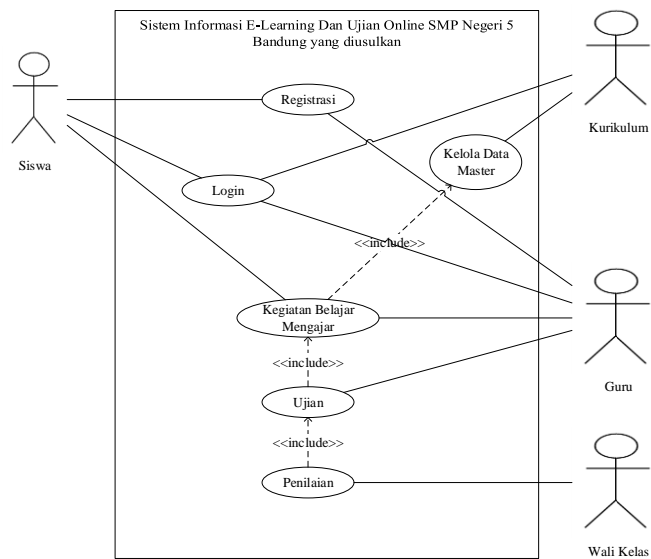 Sistem Informasi E-Learning Dan Ujian Online SMP Negeri 5
Bandung yang diusulkan
Registrasi
Kurikulum
Kelola Data
Master
Siswa
Login
<<include>>
Kegiatan Belajar
Mengajar
<<include>>
Guru
Ujian
<<include>>
Penilaian
Wali Kelas